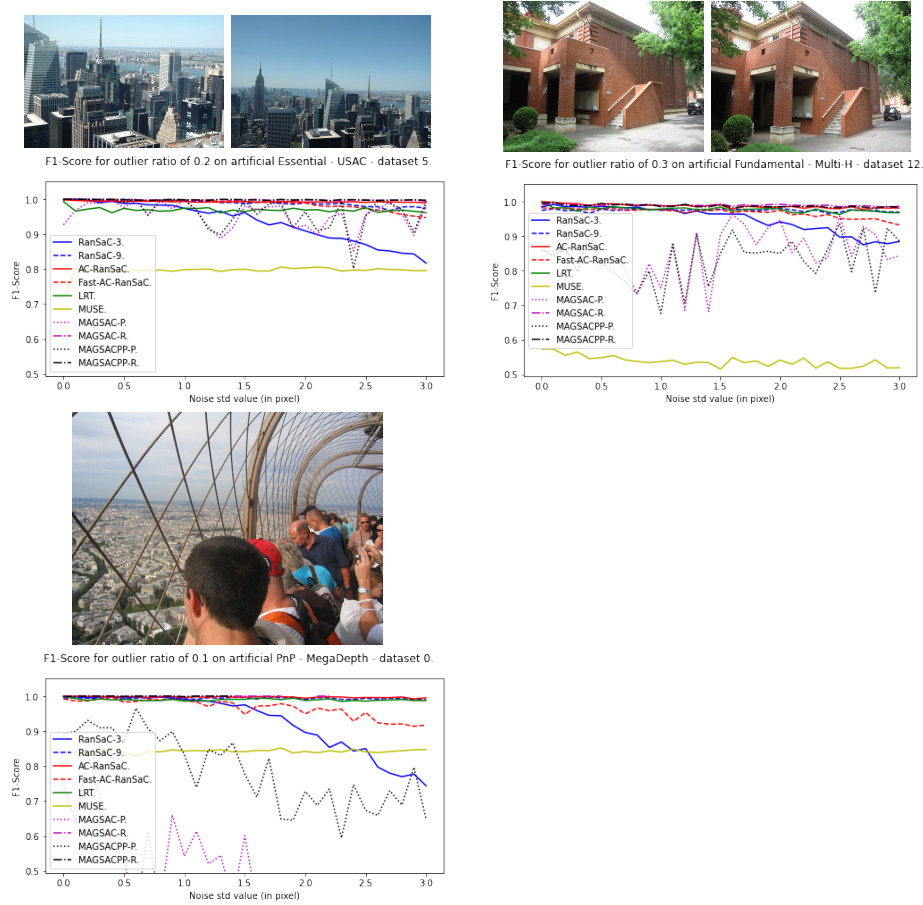 F1-Score for outlier ratio of 0.2 on artificial Essential - USAC - dataset 5.
F1-Score
1.0
0.9
0.8
0.7
0.6
0.5
RanSaC-3.
RanSaC-9.
AC-RanSaC.
Fast-AC-RanSaC.
LRT.
MUSE.
MAGSAC-P.
MAGSAC-R.
MAGSACPP-P.
MAGSACPP-R.
0.0 0.5 1.0 1.5 2.0 2.5 3.0
Noise std value (in pixel)
F1-Score for outlier ratio of 0.3 on artificial Fundamental - Multi-H - dataset 12.
F1-Score
1.0
0.9
0.8
0.7
0.6
0.5
RanSaC-3.
RanSaC-9.
AC-RanSaC.
Fast-AC-RanSaC.
LRT.
MUSE.
MAGSAC-P.
MAGSAC-R.
MAGSACPP-P.
MAGSACPP-R.
0.0 0.5 1.0 1.5 2.0 2.5 3.0
Noise std value (in pixel)
F1-Score for outlier ratio of 0.1 on artificial PnP - MegaDepth - dataset 0.
F1-Score
1.0
0.9
0.8
0.7
0.6
0.5
RanSaC-3.
RanSaC-9.
AC-RanSaC.
Fast-AC-RanSaC.
LRT.
MUSE.
MAGSAC-P.
MAGSAC-R.
MAGSACPP-P.
MAGSACPP-R.
0.0 0.5 1.0 1.5 2.0 2.5 3.0
Noise std value (in pixel)